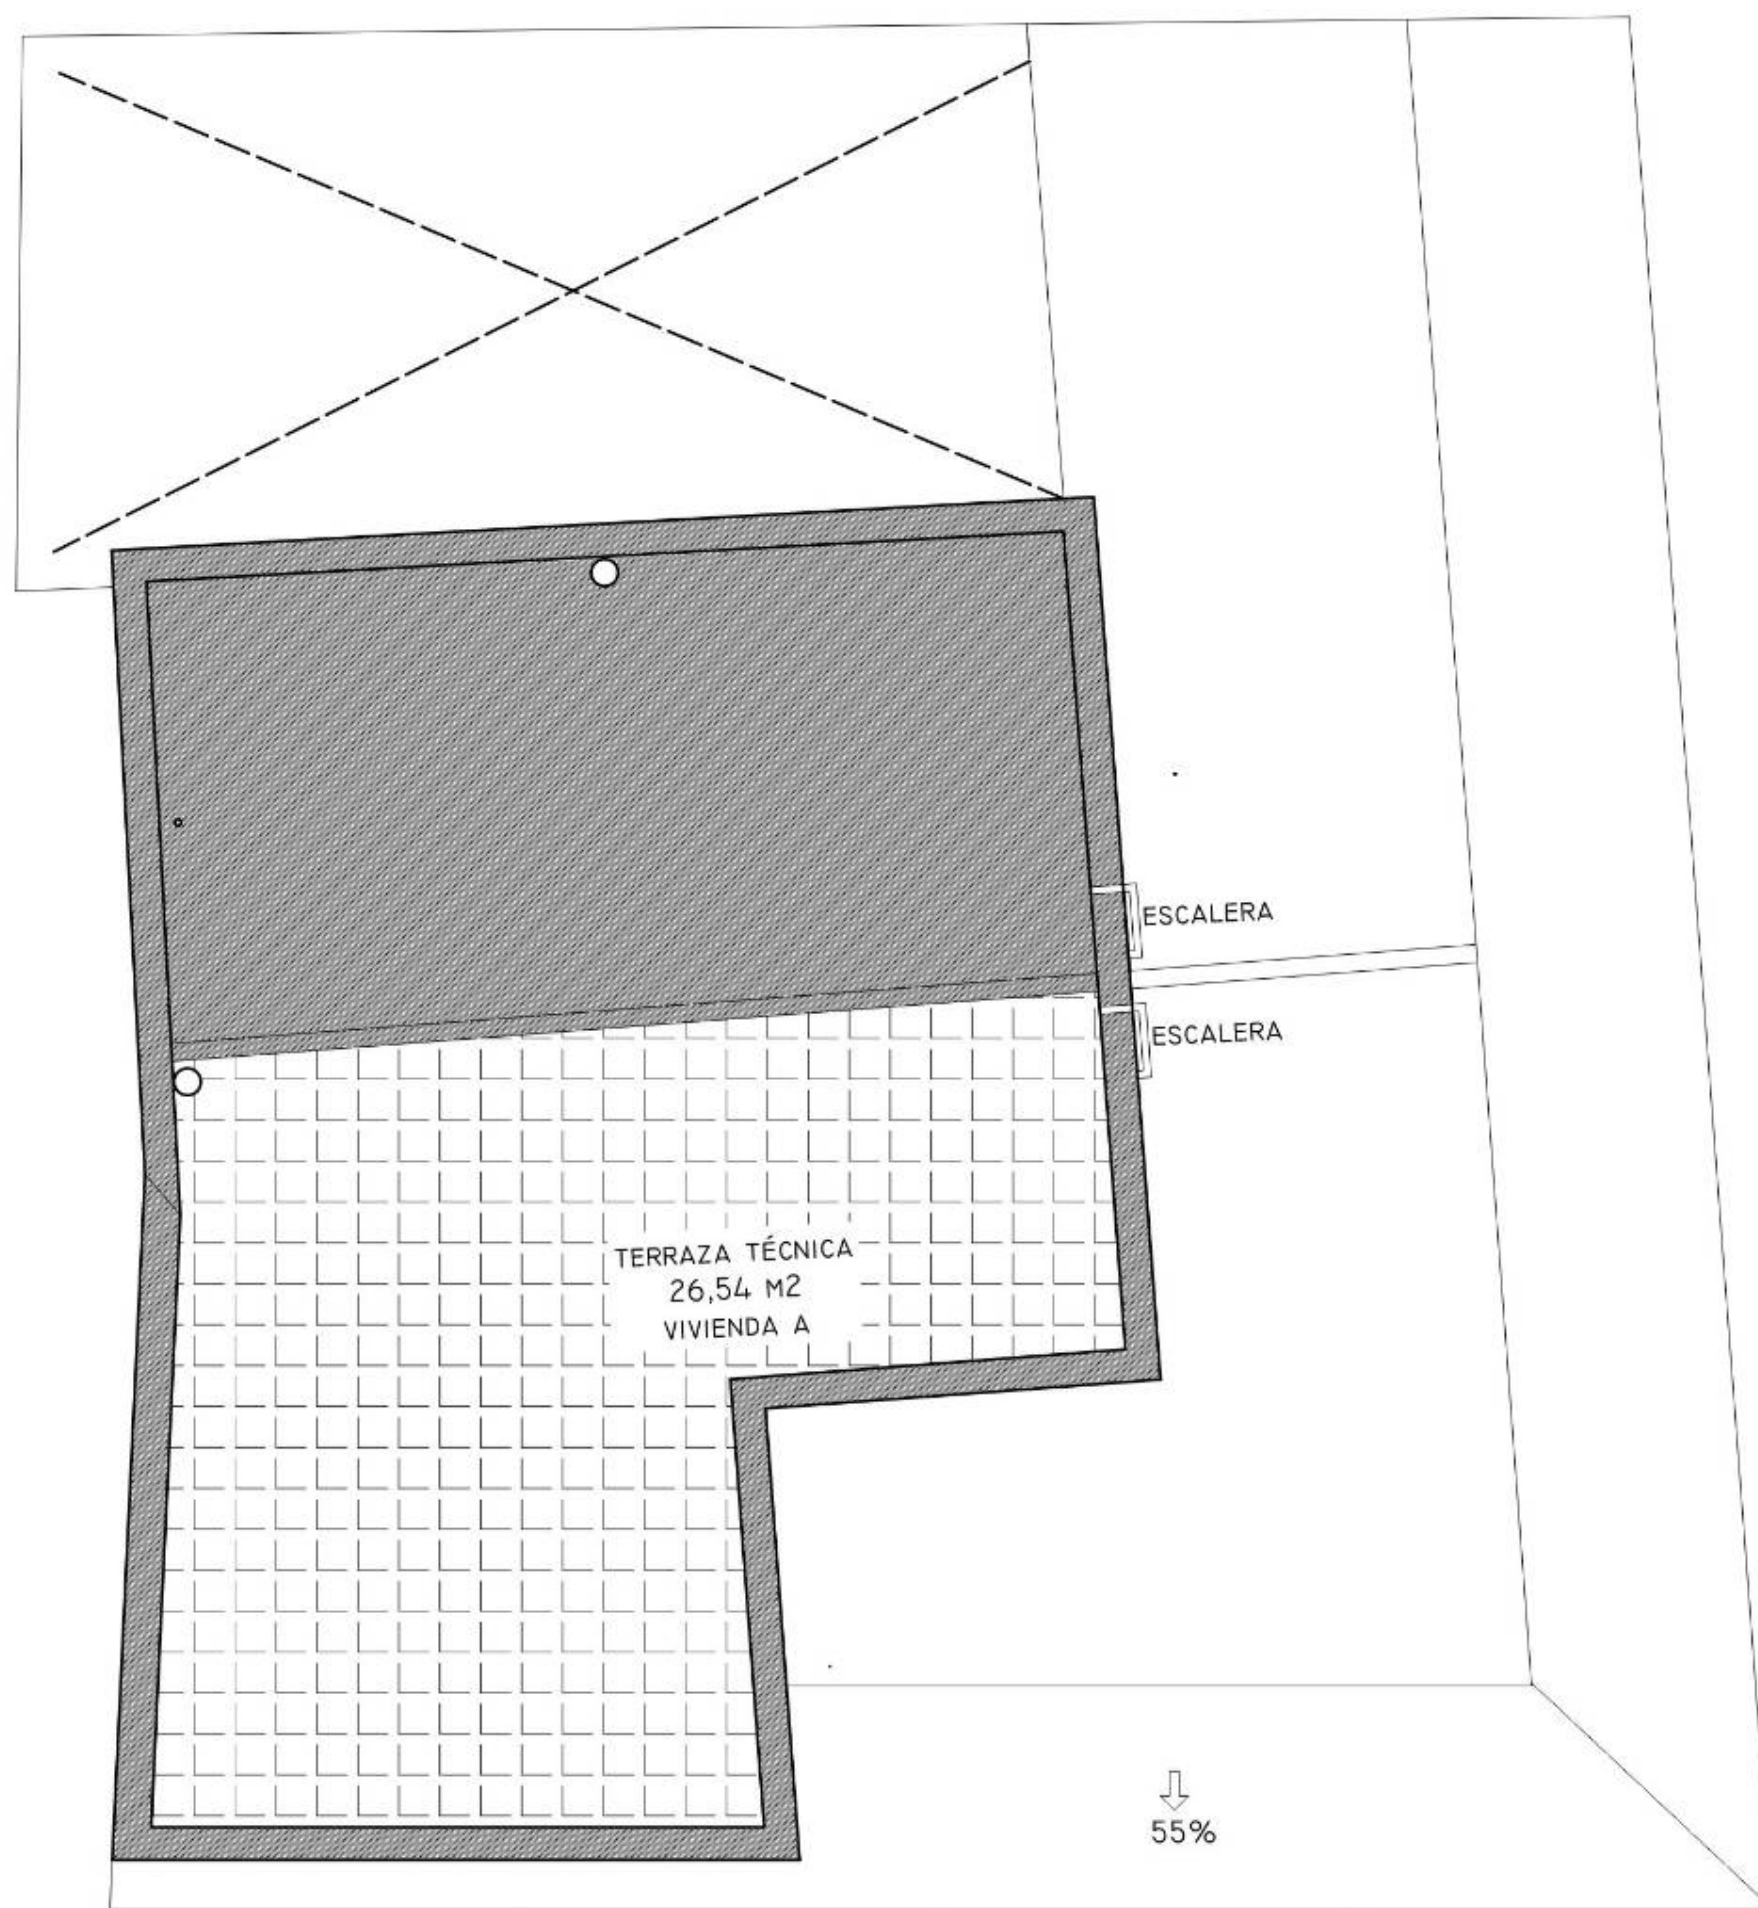 ESCALERA
ESCALERA
TERRAZA TÉCNICA
26,54 M2
VIVIENDA A
55%